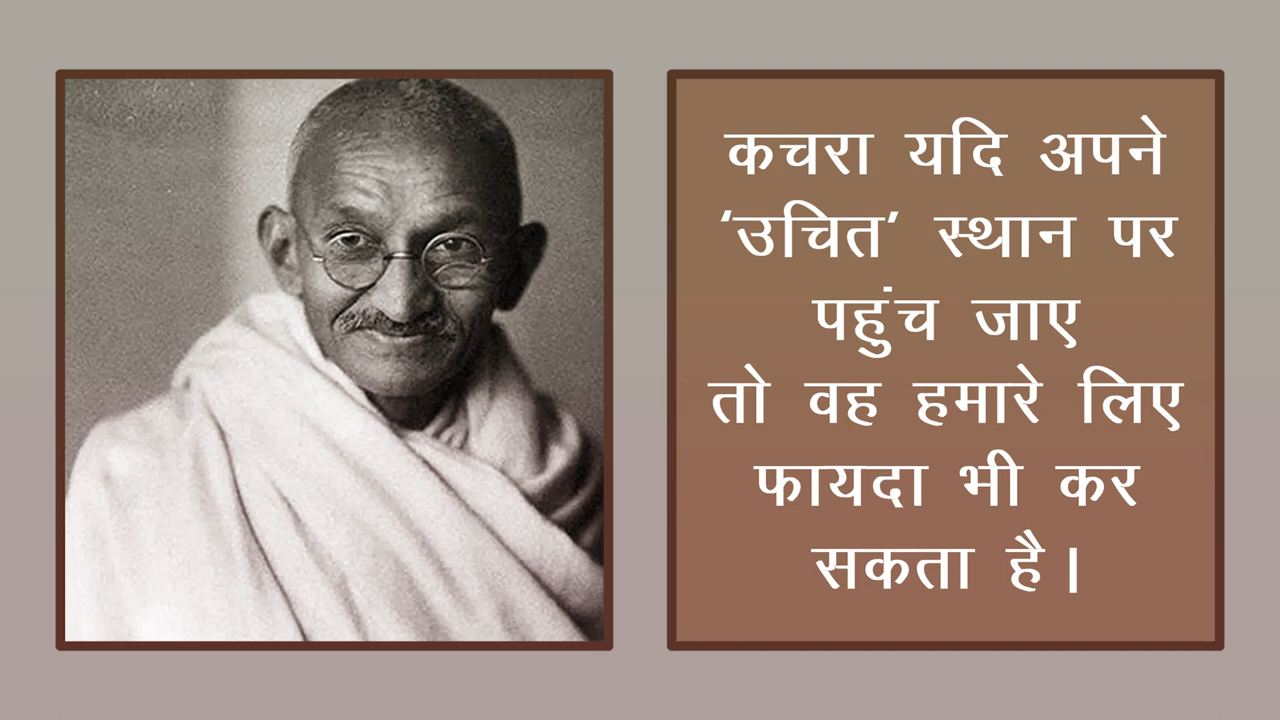 कचरा यदि अपने
‘उचित’ स्थान पर
पहुंच जाए
तो वह हमारे लिए
फायदा भी कर
सकता है।